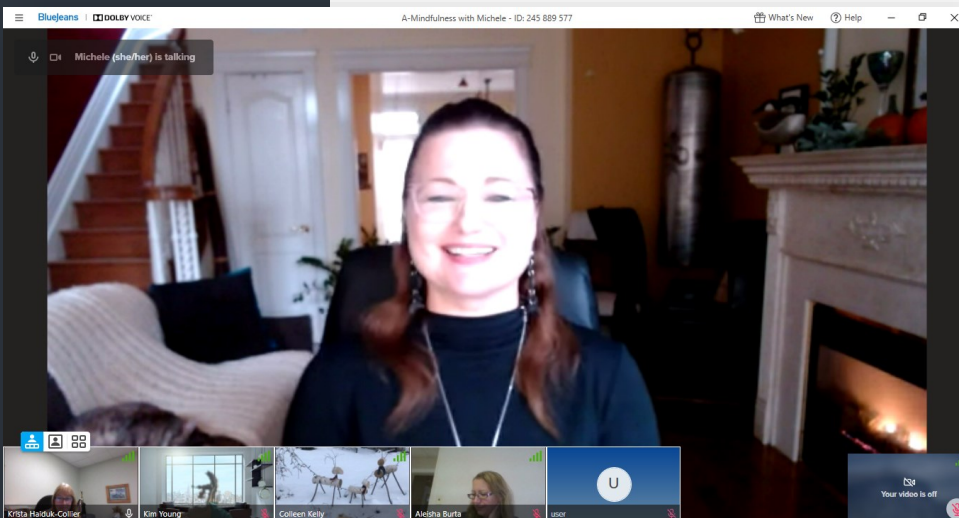 BlueJeans | DOLBY VOICE®
A-Mindfulness with Michele - ID: 245 889 577
What's New
Help
Michele (she/her) is talking
Krista Haiduk-Collier
Kim Young
Colleen Kelly
Aleisha Burta
U
user
Your video is off